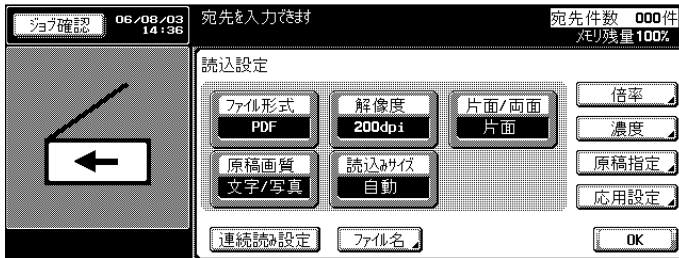 ジョブ確認 06/08/03 14:36
宛先を入力できます
宛先件数 000件
メモリ残量100%
読込設定
ファイル形式 PDF
解像度 200dpi
片面/両面 片面
原稿画質 文字/写真
読込みサイズ 自動
倍率
濃度
原稿指定
応用設定
連続読み設定
ファイル名
OK